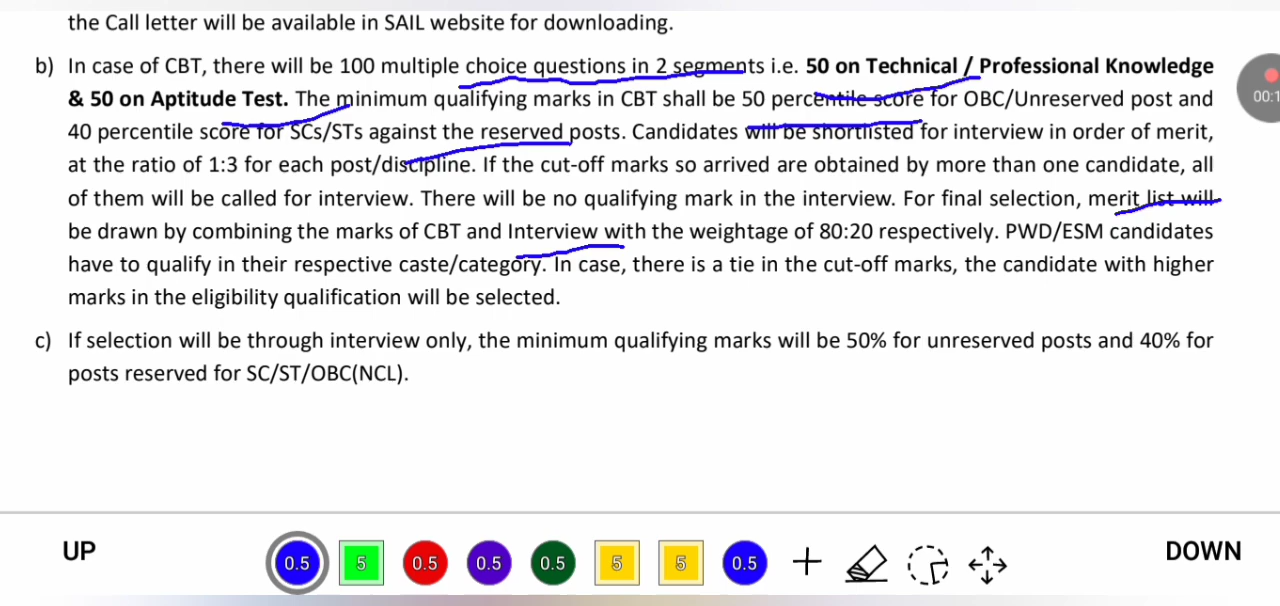 the Call letter will be available in SAIL website for downloading.
b) In case of CBT, there will be 100 multiple choice questions in 2 segments i.e. 50 on Technical / Professional Knowledge
& 50 on Aptitude Test. The minimum qualifying marks in CBT shall be 50 percentile score for OBC/Unreserved post and
40 percentile score for SCs/STs against the reserved posts. Candidates will be shortlisted for interview in order of merit,
at the ratio of 1:3 for each post/discipline. If the cut-off marks so arrived are obtained by more than one candidate, all
of them will be called for interview. There will be no qualifying mark in the interview. For final selection, merit list will
be drawn by combining the marks of CBT and Interview with the weightage of 80:20 respectively. PWD/ESM candidates
have to qualify in their respective caste/category. In case, there is a tie in the cut-off marks, the candidate with higher
marks in the eligibility qualification will be selected.
c) If selection will be through interview only, the minimum qualifying marks will be 50% for unreserved posts and 40% for
posts reserved for SC/ST/OBC(NCL).
UP 0.5 5 0.5 0.5 0.5 5 5 0.5 + DOWN